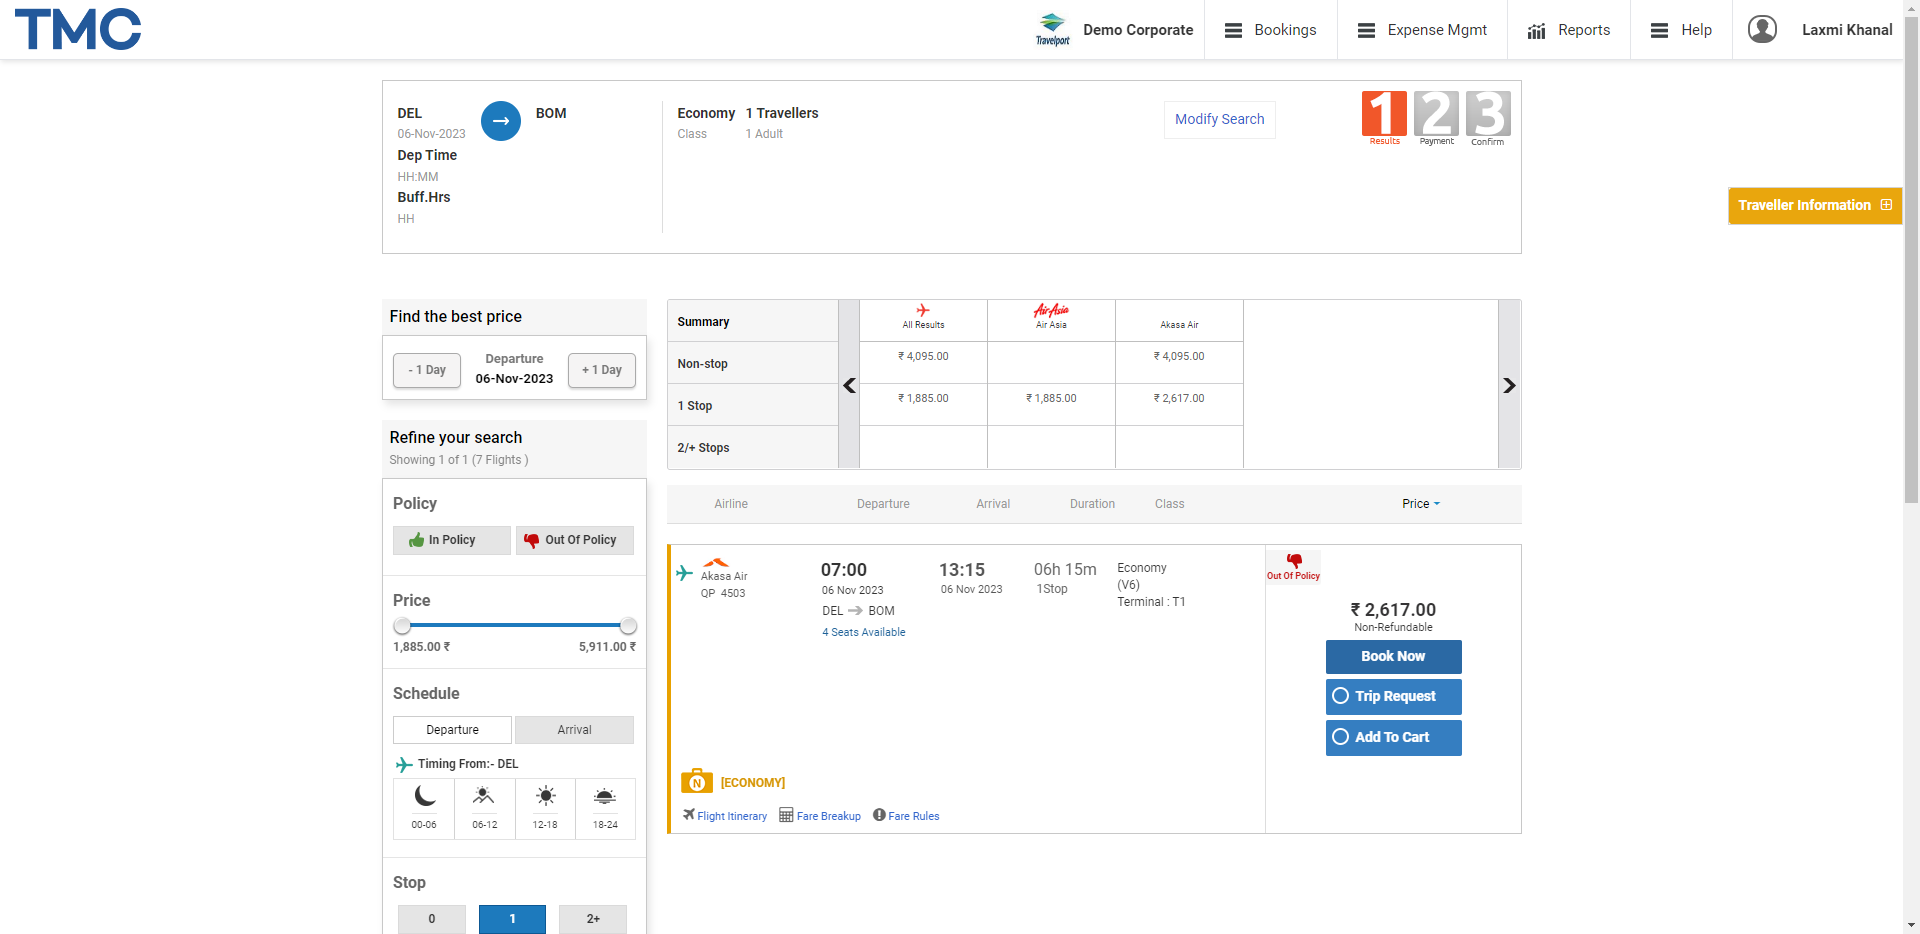 TMC
Travelport
Demo Corporate
Bookings
Expense Mgmt
Reports
Help
Laxmi Khanal
DEL
06-Nov-2023
BOM
Dep Time
HH:MM
Buff.Hrs
HH
Economy
Class
1 Travellers
1 Adult
Modify Search
1
Results
2
Payment
3
Confirm
Traveller Information
Find the best price
- 1 Day
Departure
06-Nov-2023
+ 1 Day
Refine your search
Showing 1 of 1 (7 Flights )
Policy
In Policy
Out Of Policy
Price
1,885.00 ₹
5,911.00 ₹
Schedule
Departure
Arrival
Timing From:- DEL
00-06
06-12
12-18
18-24
Stop
0
1
2+
Summary
All Results
AirAsia
Air Asia
Akasa Air
Non-stop
₹ 4,095.00
₹ 4,095.00
1 Stop
₹ 1,885.00
₹ 1,885.00
₹ 2,617.00
2/+ Stops
Airline
Departure
Arrival
Duration
Class
Price
Akasa Air
QP 4503
07:00
06 Nov 2023
DEL
BOM
4 Seats Available
13:15
06 Nov 2023
06h 15m
1Stop
Economy
(V6)
Terminal : T1
Out Of Policy
₹ 2,617.00
Non-Refundable
Book Now
Trip Request
Add To Cart
N
[ECONOMY]
Flight Itinerary
Fare Breakup
Fare Rules